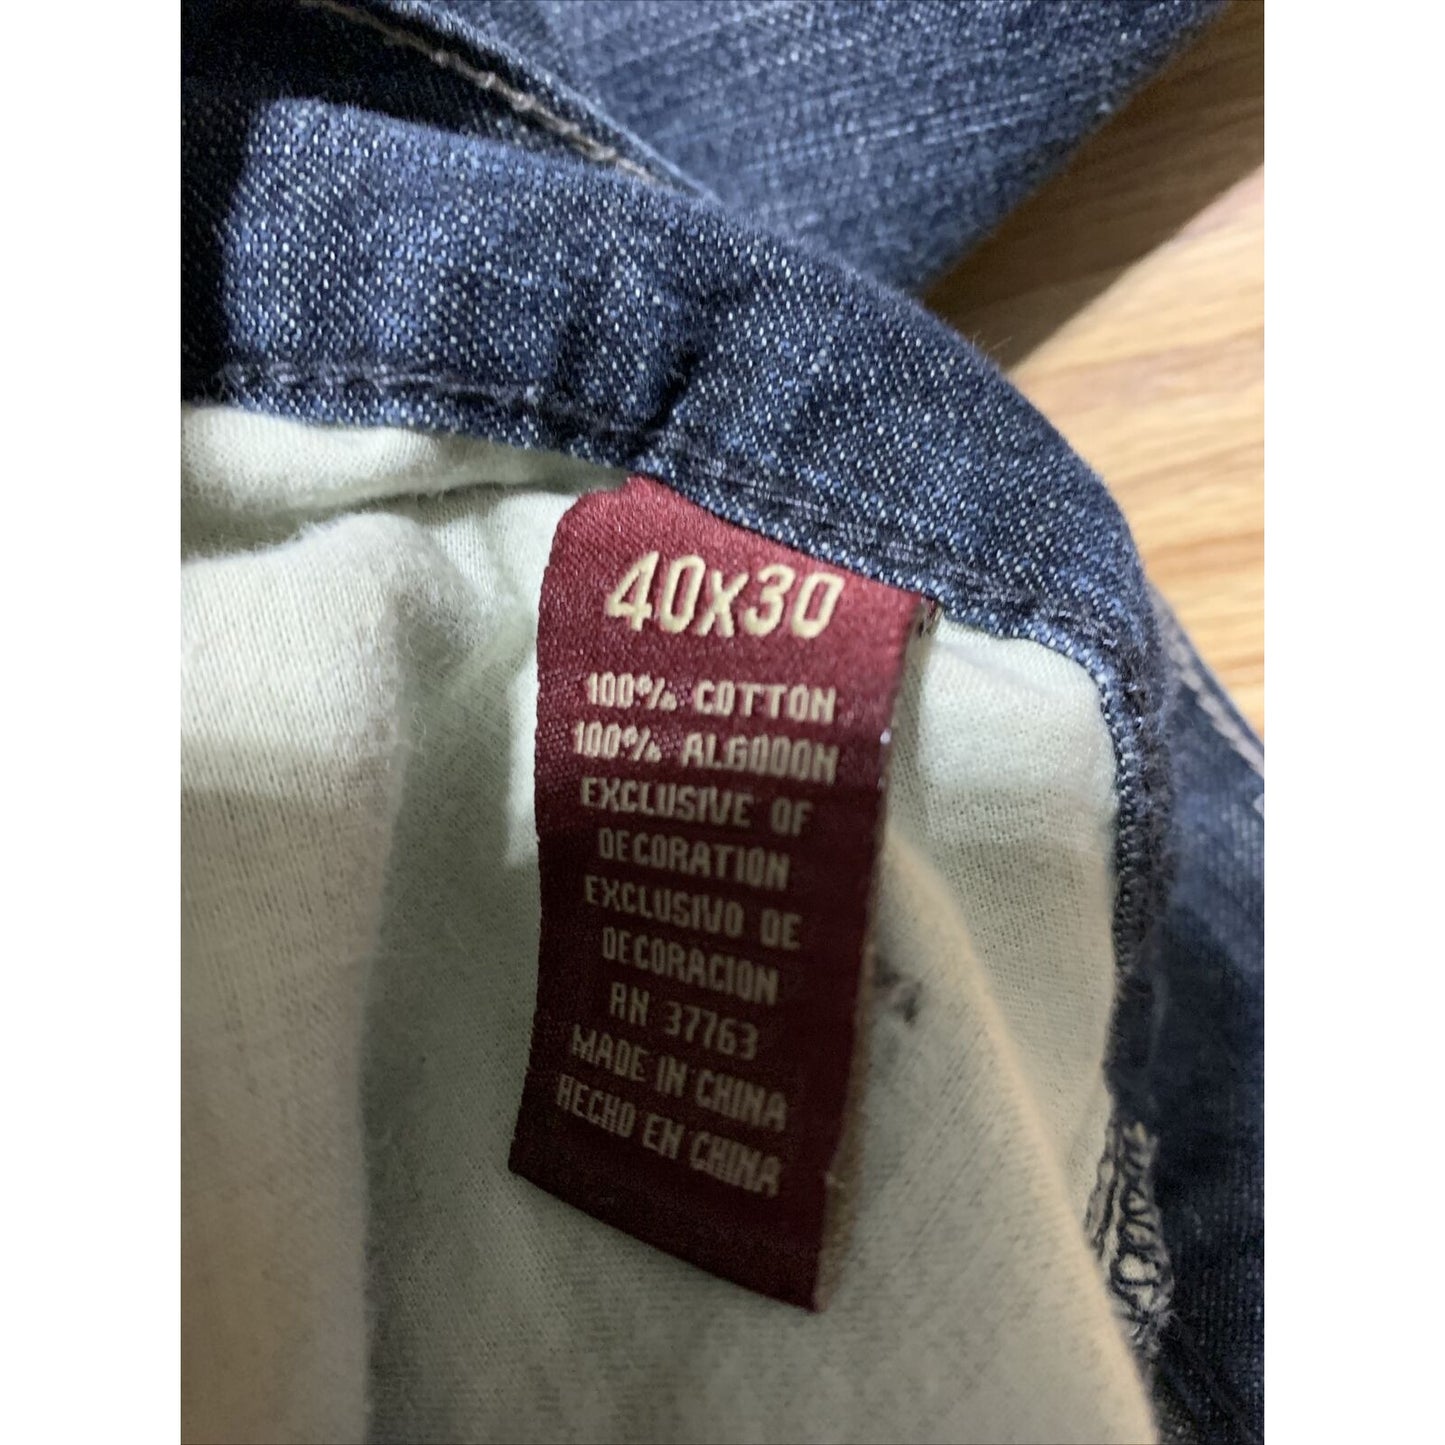 40x30
100% COTTON
100% ALGODON
EXCLUSIVE OF
DECORATION
EXCLUSIVO DE
DECORACION
RN 37763
MADE IN CHINA
HECHO EN CHINA